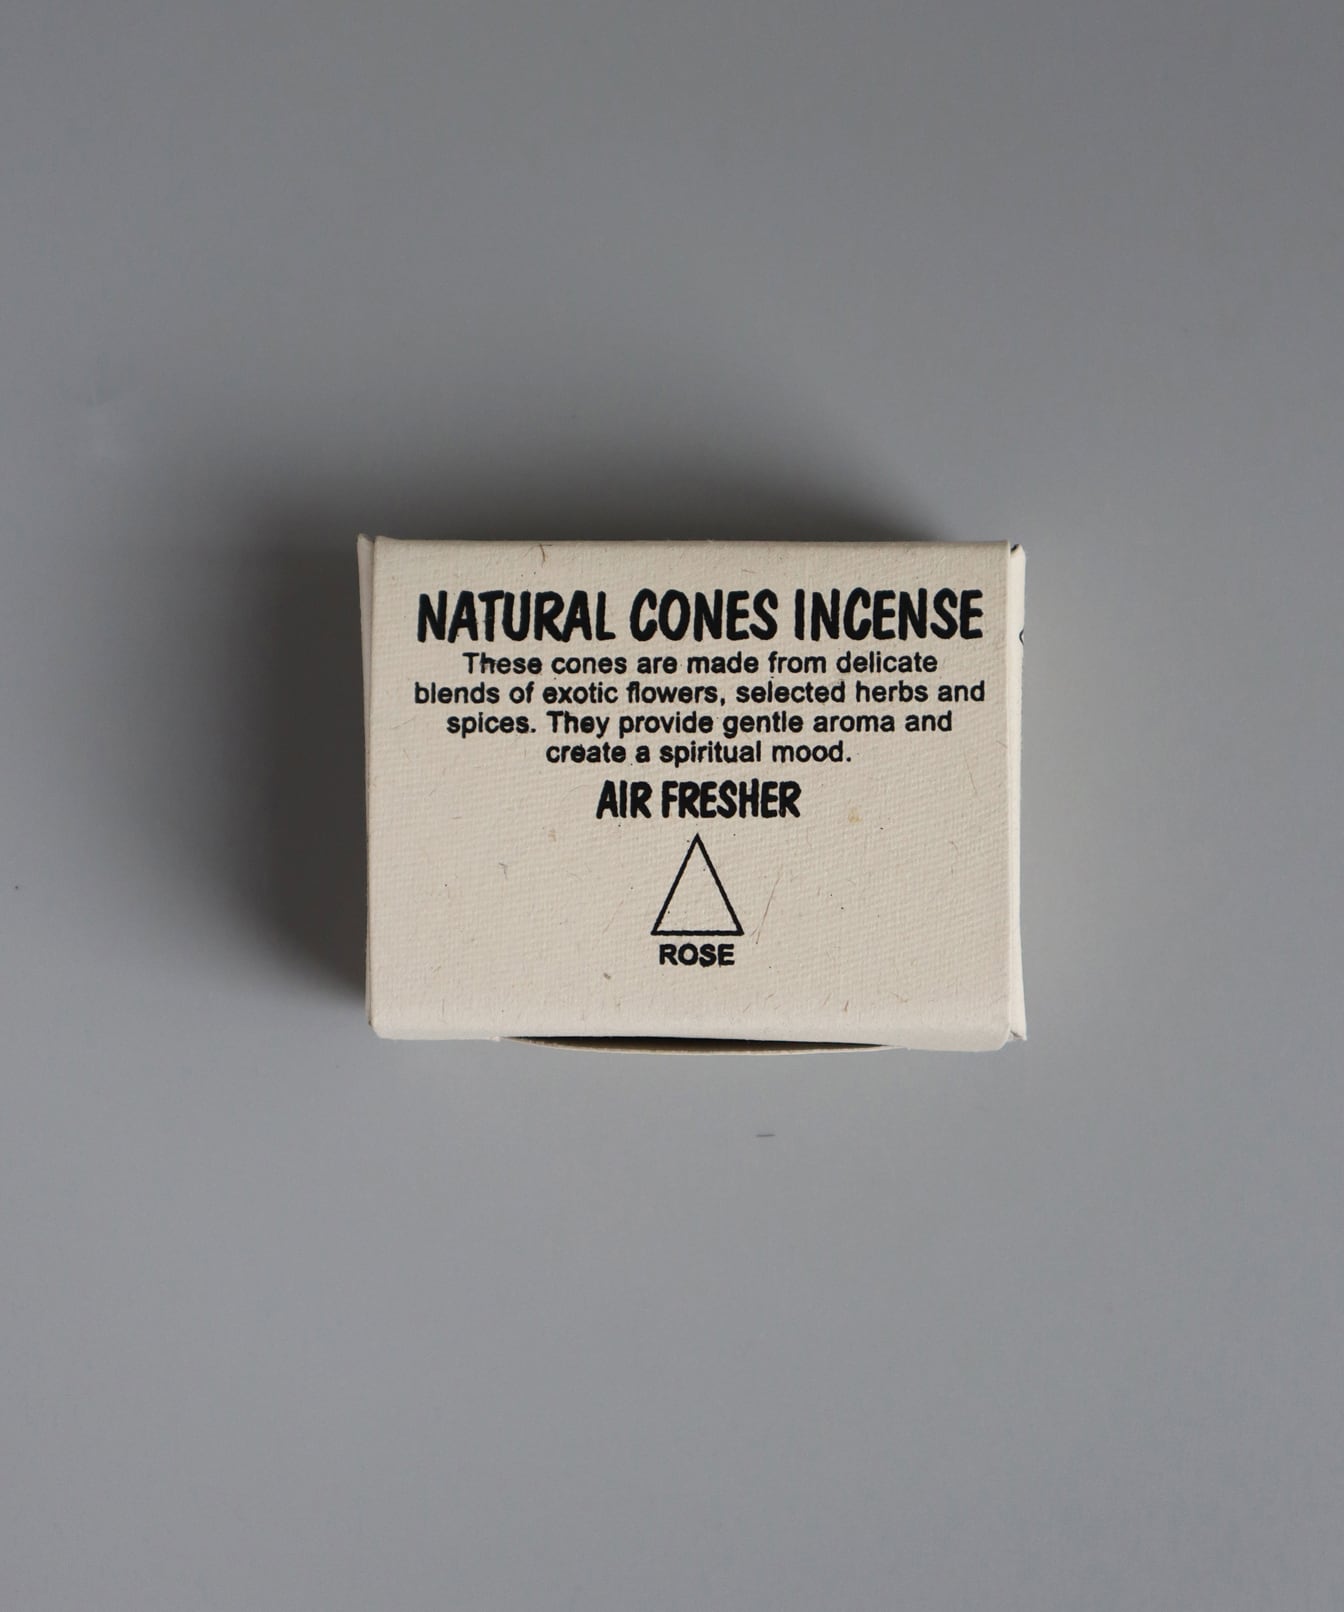 NATURAL CONES INCENSE
These cones are made from delicate
blends of exotic flowers, selected herbs and
spices. They provide gentle aroma and
create a spiritual mood.
AIR FRESHER
ROSE